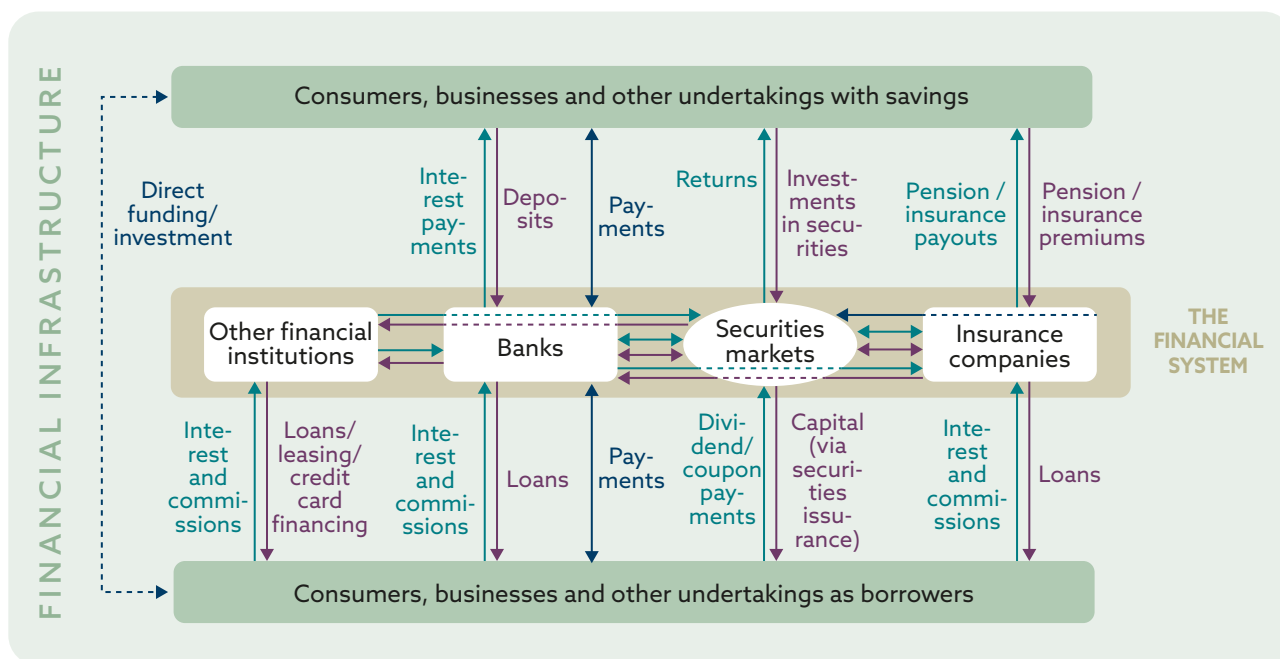 FINANCIAL INFRASTRUCTURE
Consumers, businesses and other undertakings with savings
Direct
funding/
investment
Inte-
rest
pay-
ments
Depo-
sits
Pay-
ments
Returns
Invest-
ments
in secu-
rities
Pension /
insurance
payouts
Pension /
insurance
premiums
Other financial
institutions
Banks
Securities
markets
Insurance
companies
THE
FINANCIAL
SYSTEM
Inte-
rest
and
commi-
ssions
Loans/
leasing/
credit
card
financing
Inte-
rest
and
commi-
ssions
Loans
Pay-
ments
Divi-
dend/
coupon
pay-
ments
Capital
(via
securi-
ties
issu-
rance)
Inte-
rest
and
commi-
ssions
Loans
Consumers, businesses and other undertakings as borrowers